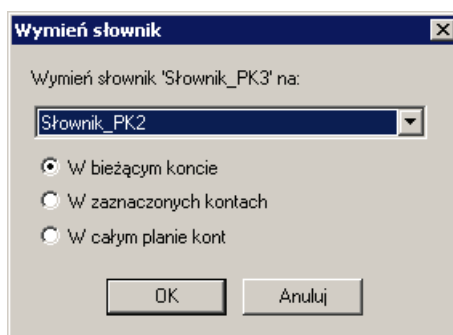 Wymień słownik
Wymień słownik 'Słownik_PK3' na:
Słownik_PK2
W bieżącym koncie
W zaznaczonych kontach
W całym planie kont
OK Anuluj